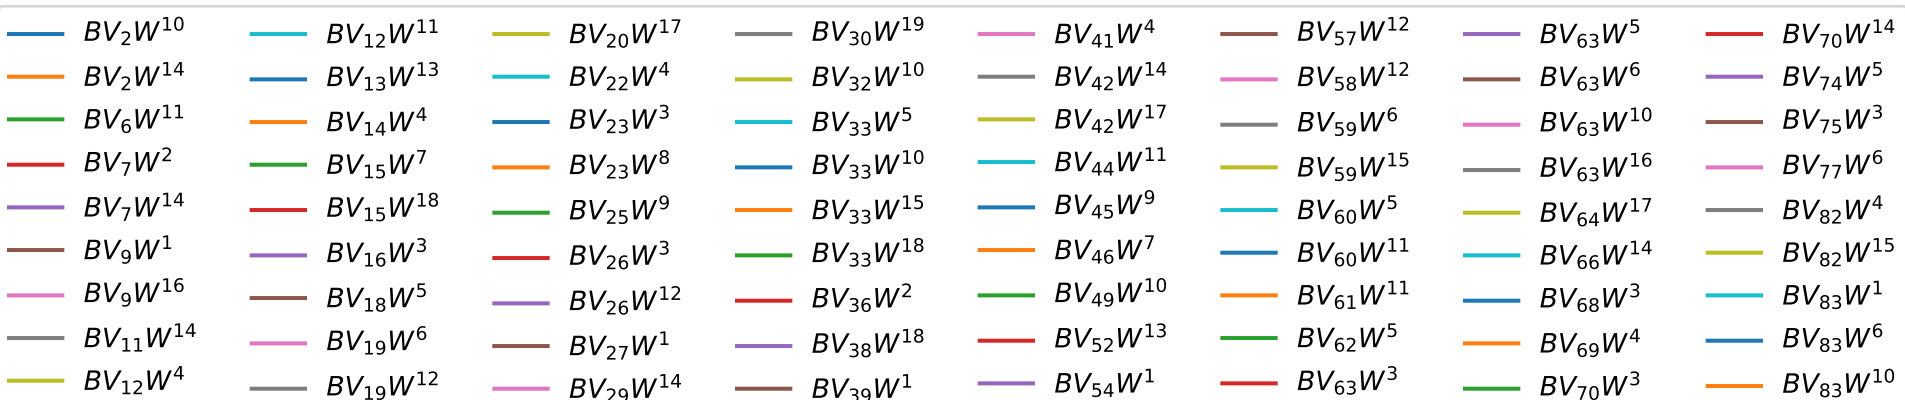 BV₂W¹⁰ BV₁₂W¹¹ BV₂₀W¹⁷ BV₃₀W¹⁹ BV₄₁W⁴ BV₅₇W¹² BV₆₃W⁵ BV₇₀W¹⁴
BV₂W¹⁴ BV₁₃W¹³ BV₂₂W⁴ BV₃₂W¹⁰ BV₄₂W¹⁴ BV₅₈W¹² BV₆₃W⁶ BV₇₄W⁵
BV₆W¹¹ BV₁₄W⁴ BV₂₃W³ BV₃₃W⁵ BV₄₂W¹⁷ BV₅₉W⁶ BV₆₃W¹⁰ BV₇₅W³
BV₇W² BV₁₅W⁷ BV₂₃W⁸ BV₃₃W¹⁰ BV₄₄W¹¹ BV₅₉W¹⁵ BV₆₃W¹⁶ BV₇₇W⁶
BV₇W¹⁴ BV₁₅W¹⁸ BV₂₅W⁹ BV₃₃W¹⁵ BV₄₅W⁹ BV₆₀W⁵ BV₆₄W¹⁷ BV₈₂W⁴
BV₉W¹ BV₁₆W³ BV₂₆W³ BV₃₃W¹⁸ BV₄₆W⁷ BV₆₀W¹¹ BV₆₆W¹⁴ BV₈₂W¹⁵
BV₉W¹⁶ BV₁₈W⁵ BV₂₆W¹² BV₃₆W² BV₄₉W¹⁰ BV₆₁W¹¹ BV₆₈W³ BV₈₃W¹
BV₁₁W¹⁴ BV₁₉W⁶ BV₂₇W¹ BV₃₈W¹⁸ BV₅₂W¹³ BV₆₂W⁵ BV₆₉W⁴ BV₈₃W⁶
BV₁₂W⁴ BV₁₉W¹² BV₂₉W¹⁴ BV₃₉W¹ BV₅₄W¹ BV₆₃W³ BV₇₀W³ BV₈₃W¹⁰